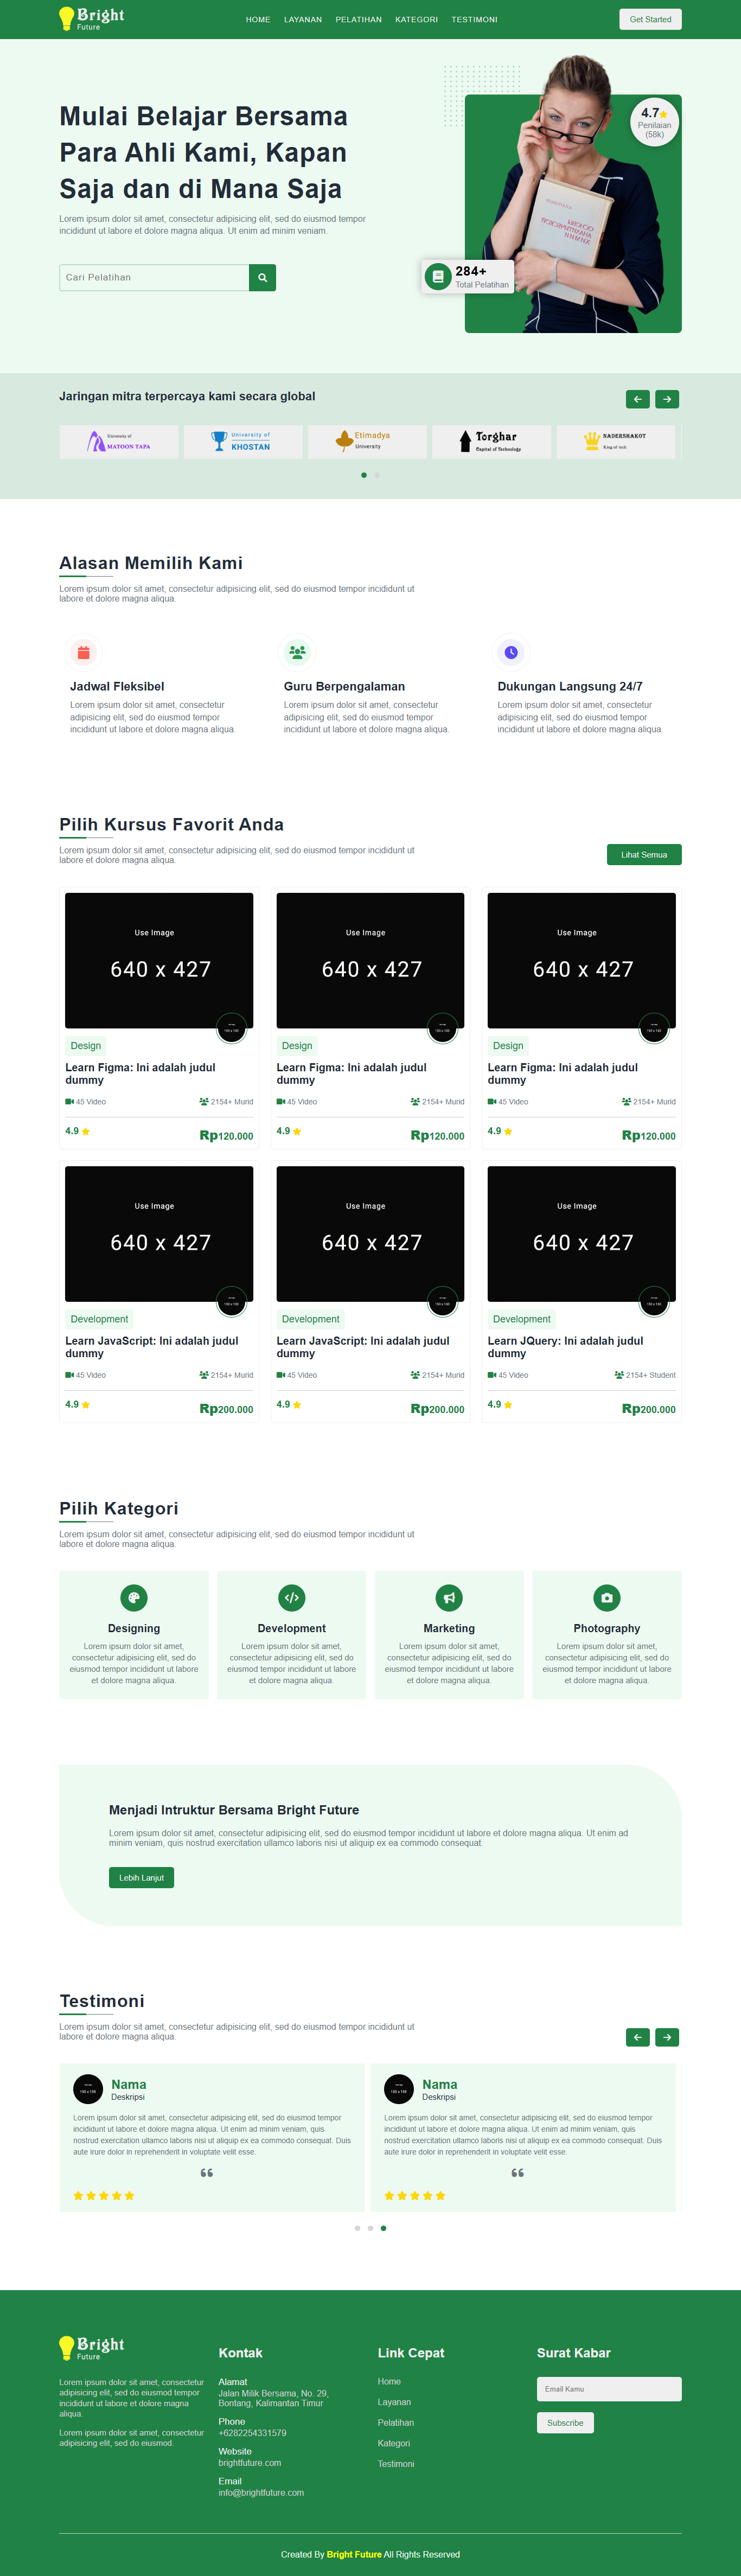 Bright
Future
HOME LAYANAN PELATIHAN KATEGORI TESTIMONI
Get Started
Mulai Belajar Bersama
Para Ahli Kami, Kapan
Saja dan di Mana Saja
Lorem ipsum dolor sit amet, consectetur adipisicing elit, sed do eiusmod tempor
incididunt ut labore et dolore magna aliqua. Ut enim ad minim veniam.
Cari Pelatihan
4.7
Penilaian
(58k)
284+
Total Pelatihan
Jaringan mitra terpercaya kami secara global
University of
MATOON TAPA
University of
KHOSTAN
Etimadya
University
Torghar
Capital of Technology
NADERSHAKOT
King of tech
Alasan Memilih Kami
Lorem ipsum dolor sit amet, consectetur adipisicing elit, sed do eiusmod tempor incididunt ut
labore et dolore magna aliqua.
Jadwal Fleksibel
Lorem ipsum dolor sit amet, consectetur
adipisicing elit, sed do eiusmod tempor
incididunt ut labore et dolore magna aliqua.
Guru Berpengalaman
Lorem ipsum dolor sit amet, consectetur
adipisicing elit, sed do eiusmod tempor
incididunt ut labore et dolore magna aliqua.
Dukungan Langsung 24/7
Lorem ipsum dolor sit amet, consectetur
adipisicing elit, sed do eiusmod tempor
incididunt ut labore et dolore magna aliqua.
Pilih Kursus Favorit Anda
Lorem ipsum dolor sit amet, consectetur adipisicing elit, sed do eiusmod tempor incididunt ut
labore et dolore magna aliqua.
Lihat Semua
Use Image
640 x 427
150 x 150
Design
Learn Figma: Ini adalah judul
dummy
45 Video 2154+ Murid
4.9 Rp120.000
Use Image
640 x 427
150 x 150
Design
Learn Figma: Ini adalah judul
dummy
45 Video 2154+ Murid
4.9 Rp120.000
Use Image
640 x 427
150 x 150
Design
Learn Figma: Ini adalah judul
dummy
45 Video 2154+ Murid
4.9 Rp120.000
Use Image
640 x 427
150 x 150
Development
Learn JavaScript: Ini adalah judul
dummy
45 Video 2154+ Murid
4.9 Rp200.000
Use Image
640 x 427
150 x 150
Development
Learn JavaScript: Ini adalah judul
dummy
45 Video 2154+ Murid
4.9 Rp200.000
Use Image
640 x 427
150 x 150
Development
Learn JQuery: Ini adalah judul
dummy
45 Video 2154+ Student
4.9 Rp200.000
Pilih Kategori
Lorem ipsum dolor sit amet, consectetur adipisicing elit, sed do eiusmod tempor incididunt ut
labore et dolore magna aliqua.
Designing
Lorem ipsum dolor sit amet,
consectetur adipisicing elit, sed do
eiusmod tempor incididunt ut labore
et dolore magna aliqua.
Development
Lorem ipsum dolor sit amet,
consectetur adipisicing elit, sed do
eiusmod tempor incididunt ut labore
et dolore magna aliqua.
Marketing
Lorem ipsum dolor sit amet,
consectetur adipisicing elit, sed do
eiusmod tempor incididunt ut labore
et dolore magna aliqua.
Photography
Lorem ipsum dolor sit amet,
consectetur adipisicing elit, sed do
eiusmod tempor incididunt ut labore
et dolore magna aliqua.
Menjadi Intruktur Bersama Bright Future
Lorem ipsum dolor sit amet, consectetur adipisicing elit, sed do eiusmod tempor incididunt ut labore et dolore magna aliqua. Ut enim ad
minim veniam, quis nostrud exercitation ullamco laboris nisi ut aliquip ex ea commodo consequat.
Lebih Lanjut
Testimoni
Lorem ipsum dolor sit amet, consectetur adipisicing elit, sed do eiusmod tempor incididunt ut
labore et dolore magna aliqua.
150 x 150
Nama
Deskripsi
Lorem ipsum dolor sit amet, consectetur adipisicing elit, sed do eiusmod tempor
incididunt ut labore et dolore magna aliqua. Ut enim ad minim veniam, quis
nostrud exercitation ullamco laboris nisi ut aliquip ex ea commodo consequat. Duis
aute irure dolor in reprehenderit in voluptate velit esse.
150 x 150
Nama
Deskripsi
Lorem ipsum dolor sit amet, consectetur adipisicing elit, sed do eiusmod tempor
incididunt ut labore et dolore magna aliqua. Ut enim ad minim veniam, quis
nostrud exercitation ullamco laboris nisi ut aliquip ex ea commodo consequat. Duis
aute irure dolor in reprehenderit in voluptate velit esse.
Bright
Future
Lorem ipsum dolor sit amet, consectetur
adipisicing elit, sed do eiusmod tempor
incididunt ut labore et dolore magna
aliqua.
Lorem ipsum dolor sit amet, consectetur
adipisicing elit, sed do eiusmod.
Kontak
Alamat
Jalan Milik Bersama, No. 29,
Bontang, Kalimantan Timur
Phone
+6282254331579
Website
brightfuture.com
Email
info@brightfuture.com
Link Cepat
Home
Layanan
Pelatihan
Kategori
Testimoni
Surat Kabar
Email Kamu
Subscribe
Created By Bright Future All Rights Reserved